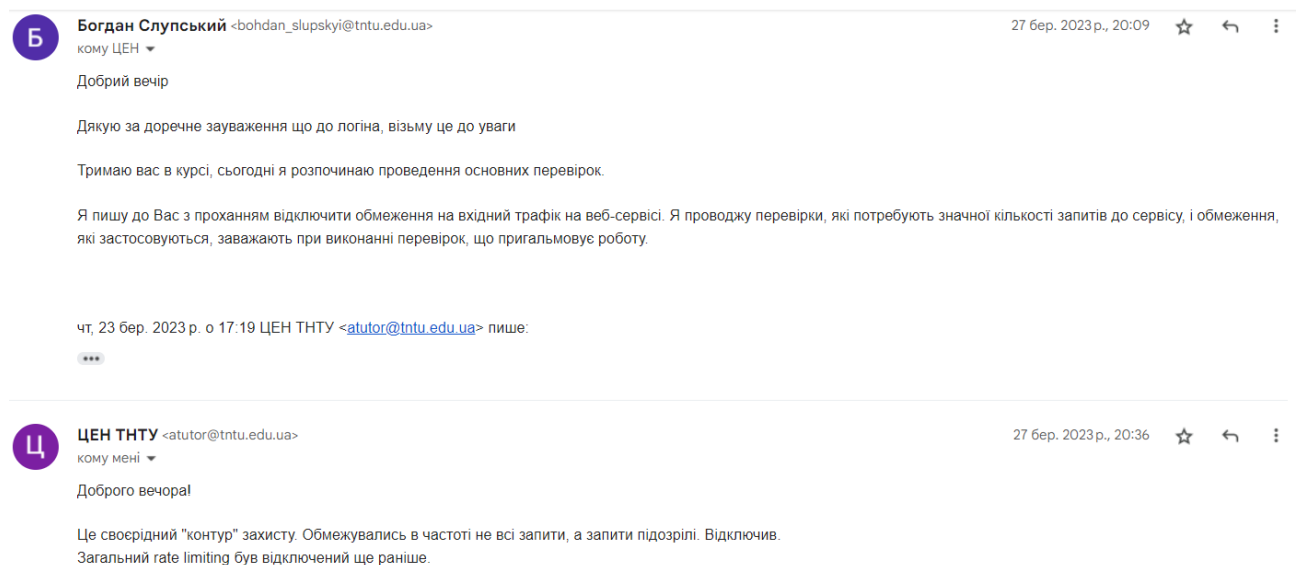 Б
Богдан Слупський <bohdan_slupskyi@tntu.edu.ua>
27 бер. 2023 р., 20:09
кому ЦЕН
Добрий вечір
Дякую за доречне зауваження що до логіна, візьму це до уваги
Тримаю вас в курсі, сьогодні я розпочинаю проведення основних перевірок.
Я пишу до Вас з проханням відключити обмеження на вхідний трафік на веб-сервісі. Я проводжу перевірки, які потребують значної кількості запитів до сервісу, і обмеження,
які застосовуються, заважають при виконанні перевірок, що пригальмовує роботу.
чт, 23 бер. 2023 р. о 17:19 ЦЕН ТНТУ <atutor@tntu.edu.ua> пише:
Ц
ЦЕН ТНТУ <atutor@tntu.edu.ua>
27 бер. 2023 р., 20:36
кому мені
Доброго вечора!
Це своєрідний "контур" захисту. Обмежувались в частоті не всі запити, а запити підозрілі. Відключив.
Загальний rate limiting був відключений ще раніше.